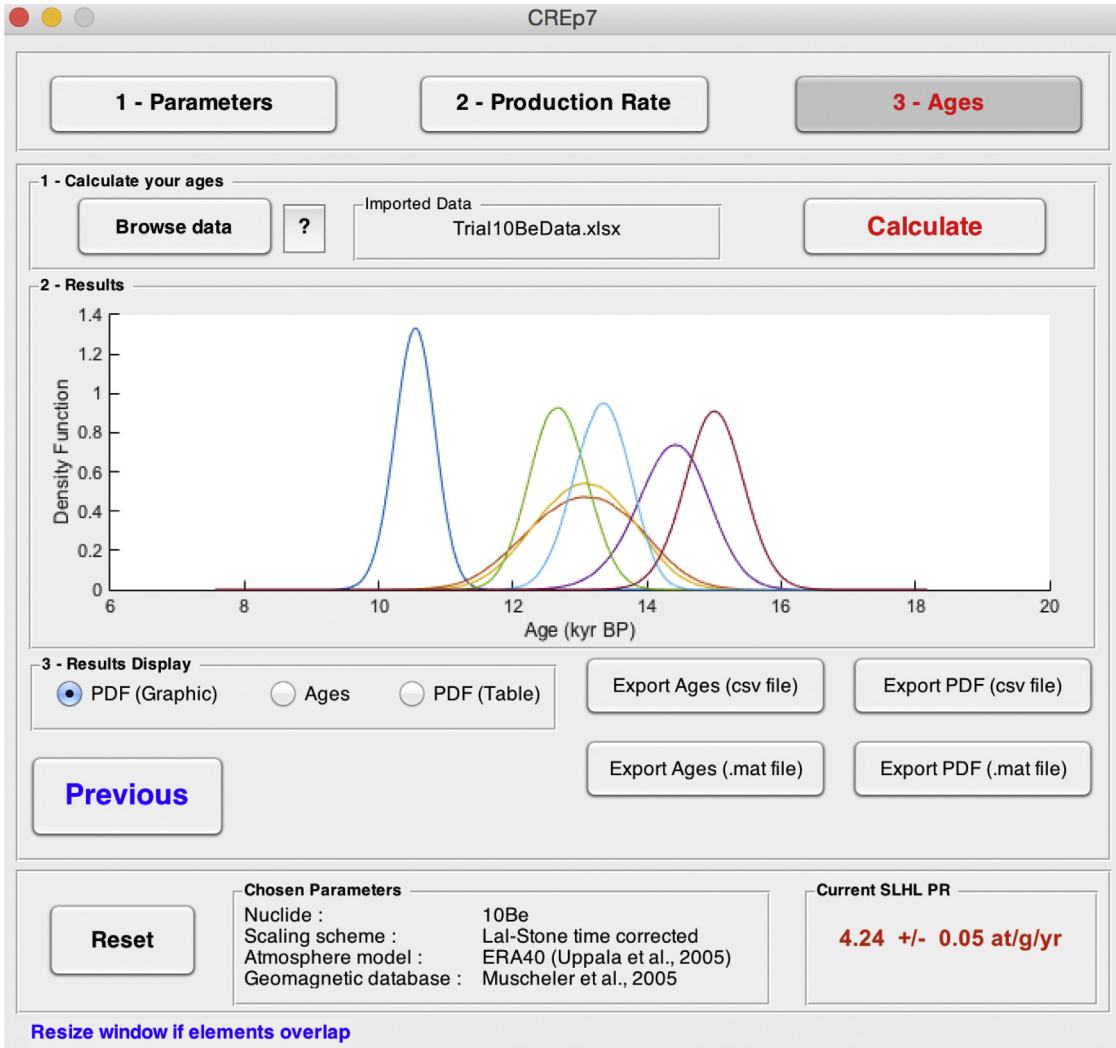 CREp7
1 - Parameters
2 - Production Rate
3 - Ages
1 - Calculate your ages
Browse data
?
Imported Data
Trial10BeData.xlsx
Calculate
2 - Results
1.4
1.2
1
0.8
0.6
0.4
0.2
0
Density Function
6 8 10 12 14 16 18 20
Age (kyr BP)
3 - Results Display
PDF (Graphic)
Ages
PDF (Table)
Export Ages (csv file)
Export PDF (csv file)
Export Ages (.mat file)
Export PDF (.mat file)
Previous
Reset
Chosen Parameters
Nuclide : 10Be
Scaling scheme : Lal-Stone time corrected
Atmosphere model : ERA40 (Uppala et al., 2005)
Geomagnetic database : Muscheler et al., 2005
Current SLHL PR
4.24 +/- 0.05 at/g/yr
Resize window if elements overlap